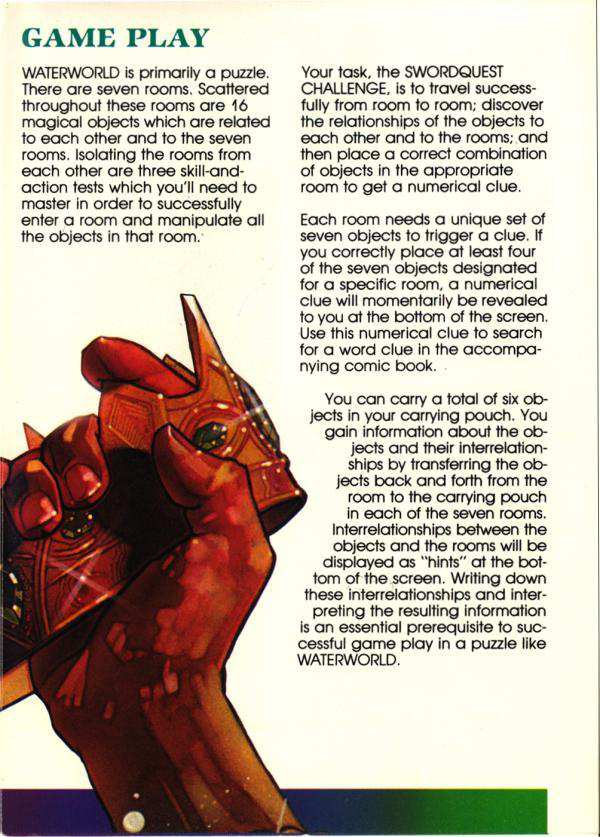 GAME PLAY
WATERWORLD is primarily a puzzle.
There are seven rooms. Scattered
throughout these rooms are 16
magical objects which are related
to each other and to the seven
rooms. Isolating the rooms from
each other are three skill-and-
action tests which you'll need to
master in order to successfully
enter a room and manipulate all
the objects in that room.
Your task, the SWORDQUEST
CHALLENGE, is to travel success-
fully from room to room; discover
the relationships of the objects to
each other and to the rooms; and
then place a correct combination
of objects in the appropriate
room to get a numerical clue.
Each room needs a unique set of
seven objects to trigger a clue. If
you correctly place at least four
of the seven objects designated
for a specific room, a numerical
clue will momentarily be revealed
to you at the bottom of the screen.
Use this numerical clue to search
for a word clue in the accompa-
nying comic book.
You can carry a total of six ob-
jects in your carrying pouch. You
gain information about the ob-
jects and their interrelation-
ships by transferring the ob-
jects back and forth from the
room to the carrying pouch
in each of the seven rooms.
Interrelationships between the
objects and the rooms will be
displayed as "hints" at the bot-
tom of the screen. Writing down
these interrelationships and inter-
preting the resulting information
is an essential prerequisite to suc-
cessful game play in a puzzle like
WATERWORLD.